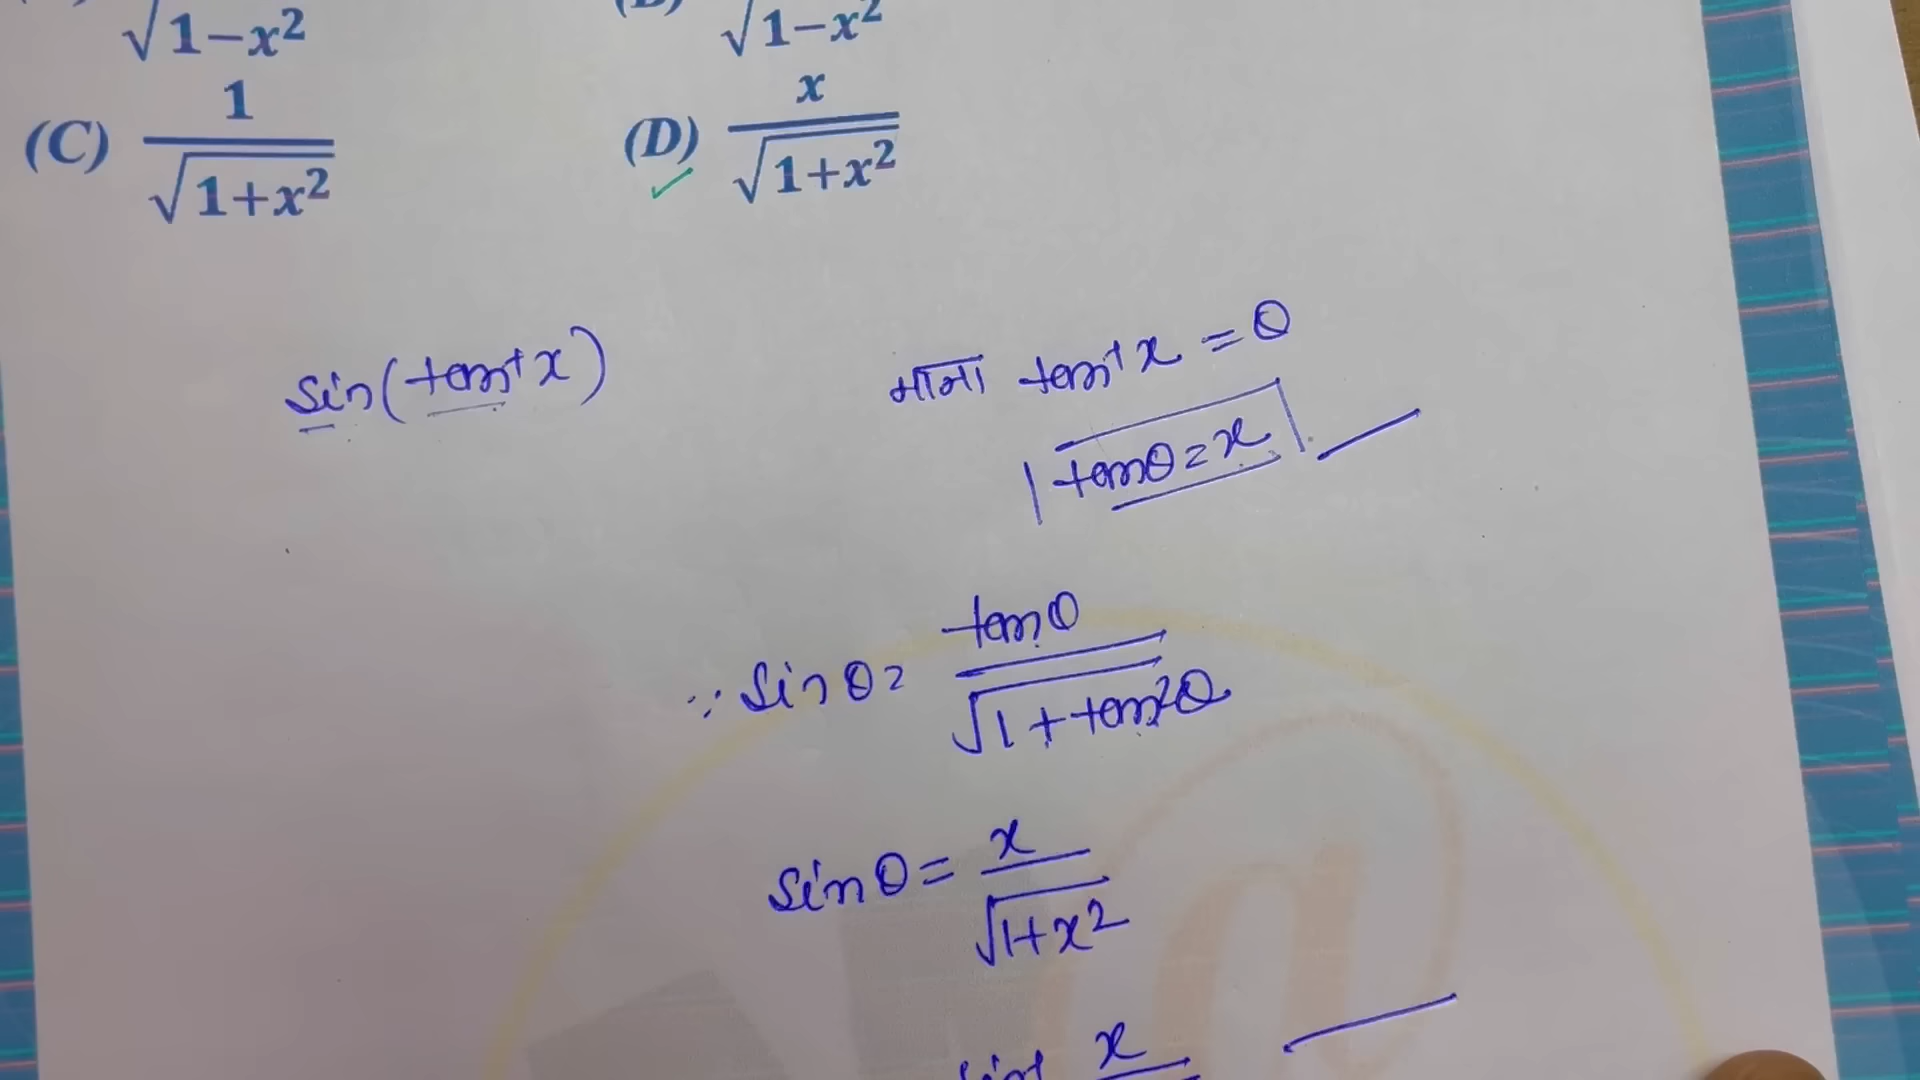 √1−x² √1−x²
(C) 1/√1+x² (D) x/√1+x²
sin(tan⁻¹x) माना tan⁻¹x = θ
tanθ = x
∵ sinθ = tanθ/√1+tan²θ
sinθ = x/√1+x²
x